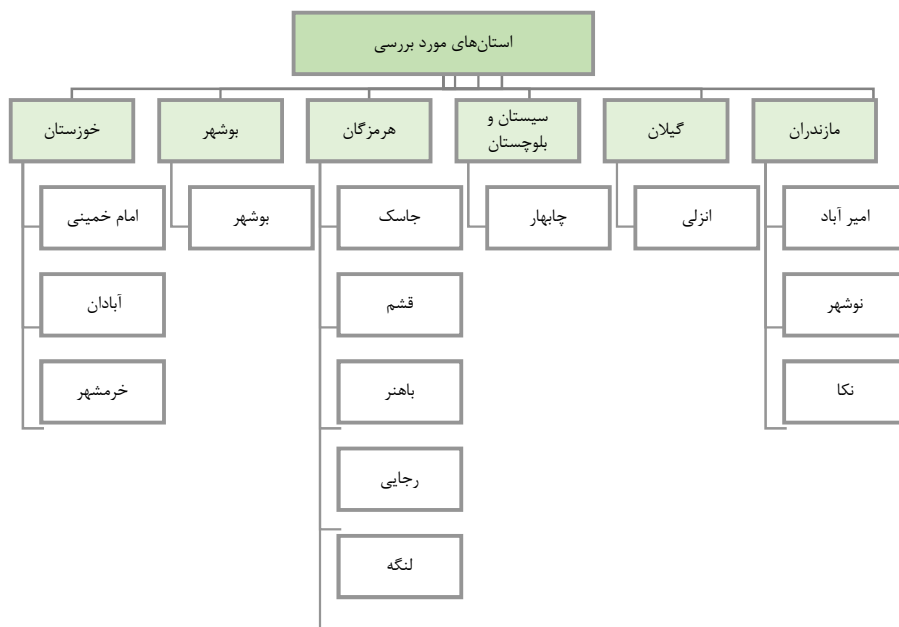 استان‌های مورد بررسی
مازندران
امیر آباد
نوشهر
نکا
گیلان
انزلی
سیستان و
بلوچستان
چابهار
هرمزگان
جاسک
قشم
باهنر
رجایی
لنگه
بوشهر
بوشهر
خوزستان
امام خمینی
آبادان
خرمشهر